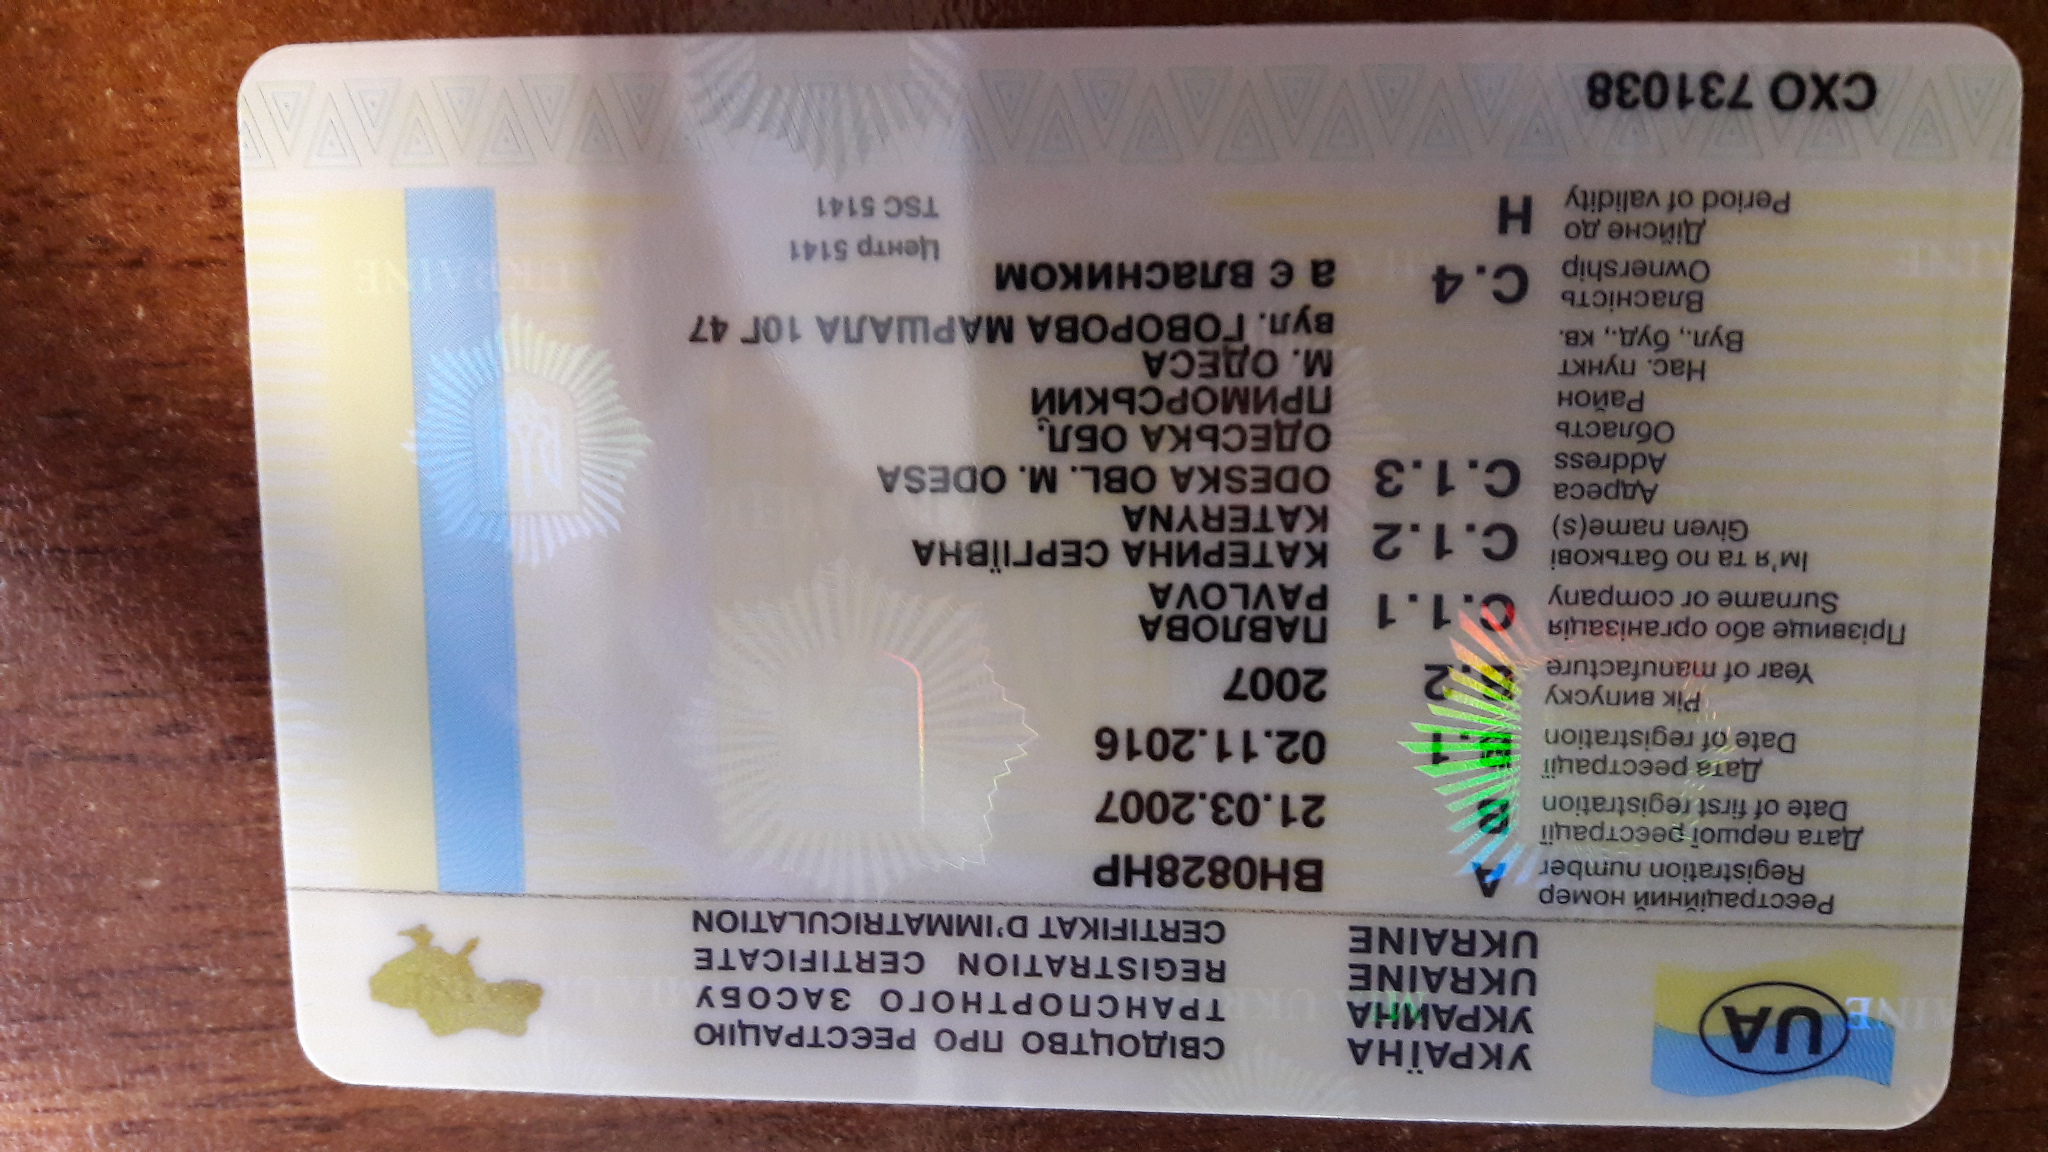 UA
УКРАЇНА
УКРАИНА
UKRAINE
UKRAINE
СВІДОЦТВО ПРО РЕЄСТРАЦІЮ
ТРАНСПОРТНОГО ЗАСОБУ
REGISTRATION CERTIFICATE
CERTIFIKAT D'IMMATRICULATION
Реєстраційний номер
Registration number A BH0828HP
Дата першої реєстрації
Date of first registration B 21.03.2007
Дата реєстрації
Date of registration 02.11.2016
Рік випуску
Year of manufacture 2007
Прізвище або організація C.1.1 ПАВЛОВА
Surname or company PAVLOVA
Ім'я та по батькові C.1.2 КАТЕРИНА СЕРГІЇВНА
Given name(s) KATERYNA
Адреса C.1.3 ODESKA OBL. M. ODESA
Address
Область ОДЕСЬКА ОБЛ.
Район ПРИМОРСЬКИЙ
Нас. пункт М. ОДЕСА
Вул., буд., кв. вул. ГОВОРОВА МАРШАЛА 10Г 47
Власність C.4 а є власником
Ownership
Дійсне до H
Period of validity
Центр 5141
TSC 5141
СХО 731038